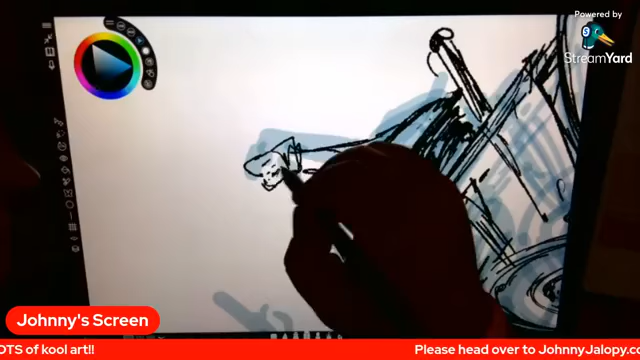 Powered by
StreamYard
Johnny's Screen
OTS of kool art!!
Please head over to JohnnyJalopy.co